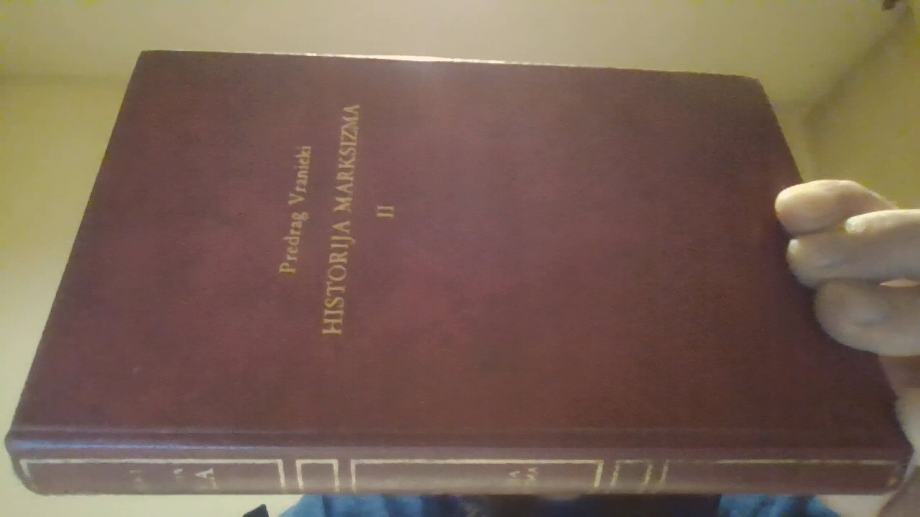 Predrag Vranicki
HISTORIJA MARKSIZMA
II